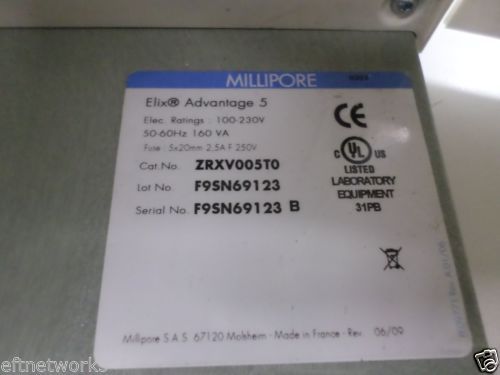 MILLIPORE
Elix® Advantage 5
Elec. Ratings : 100-230V
50-60Hz 160 VA
Fuse : 5x20mm 2,5A F 250V
Cat.No. ZRXV005T0
Lot No. F9SN69123
Serial No. F9SN69123 B
CE
C UL US
LISTED
LABORATORY
EQUIPMENT
31PB
Millipore S.A.S. 67120 Molsheim - Made in France - Rev. 06/09
eftnetworks